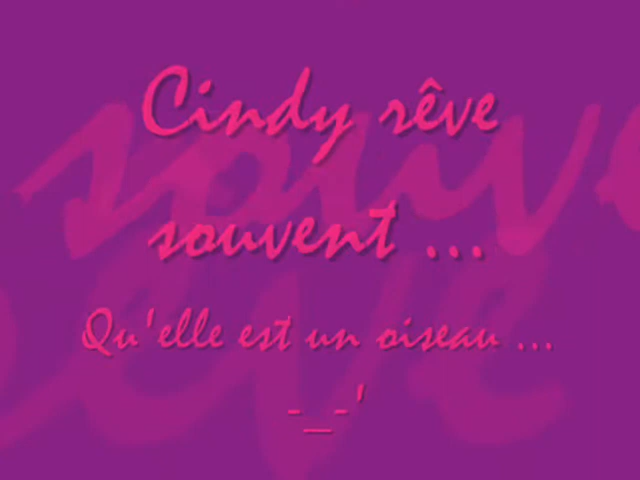 Cindy rêve
souvent ...
Qu'elle est un oiseau ...
-_-'